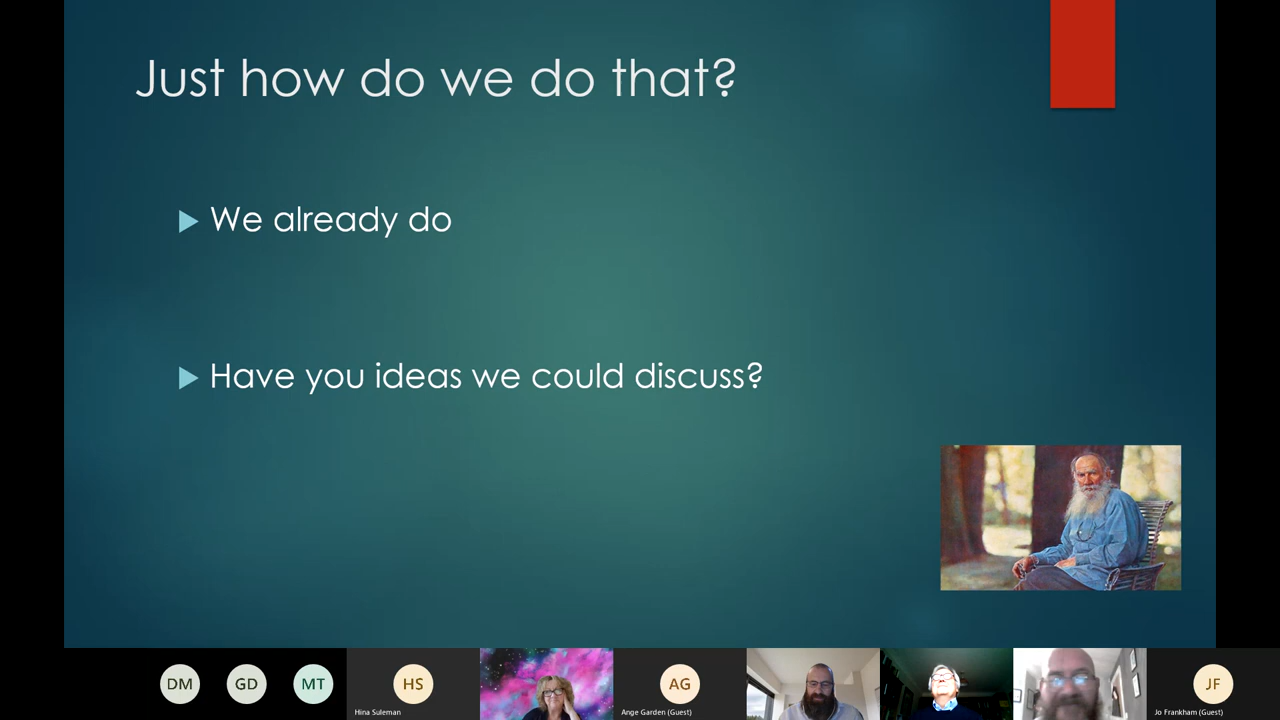 Just how do we do that?
We already do
Have you ideas we could discuss?
DM
GD
MT
HS
Hina Suleman
AG
Ange Garden (Guest)
JF
Jo Frankham (Guest)